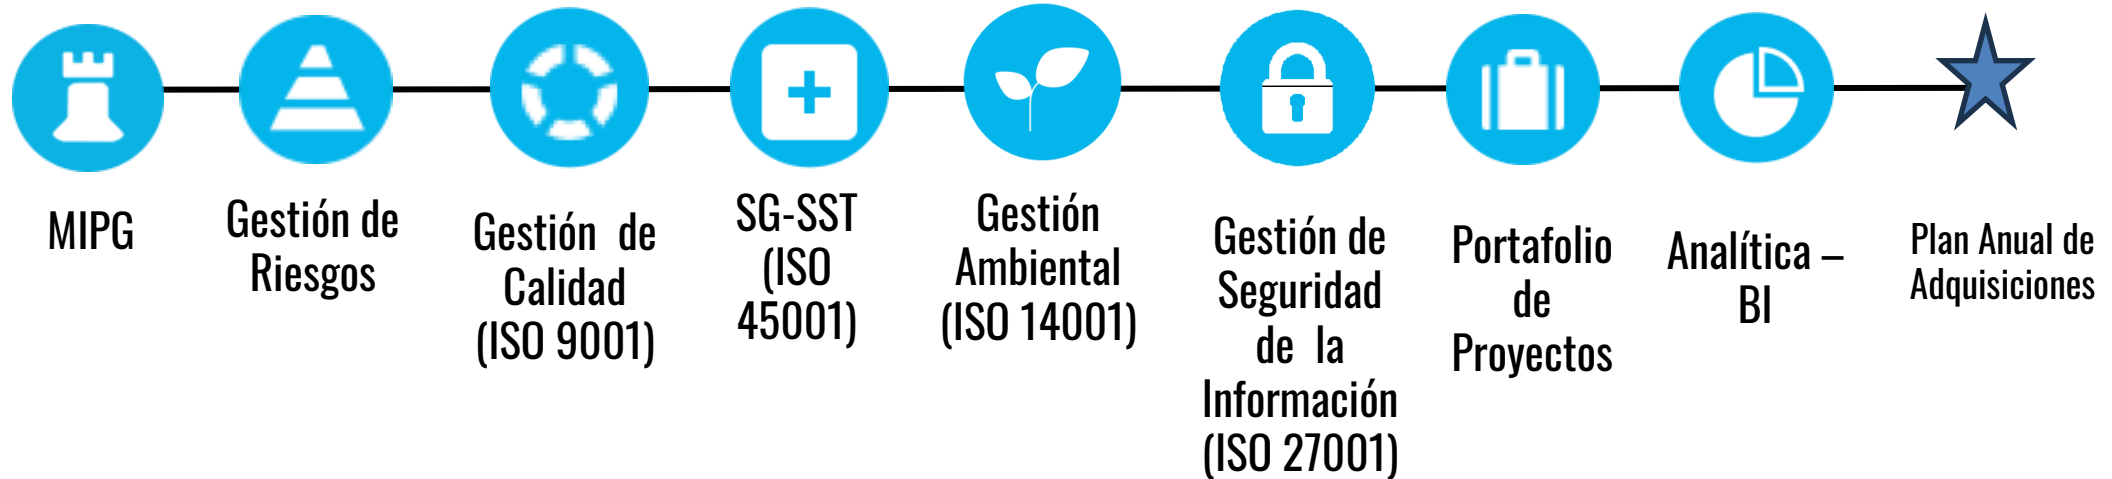 MIPG
Gestión de
Riesgos
Gestión de
Calidad
(ISO 9001)
SG-SST
(ISO
45001)
Gestión
Ambiental
(ISO 14001)
Gestión de
Seguridad
de la
Información
(ISO 27001)
Portafolio
de
Proyectos
Analítica –
BI
Plan Anual de
Adquisiciones